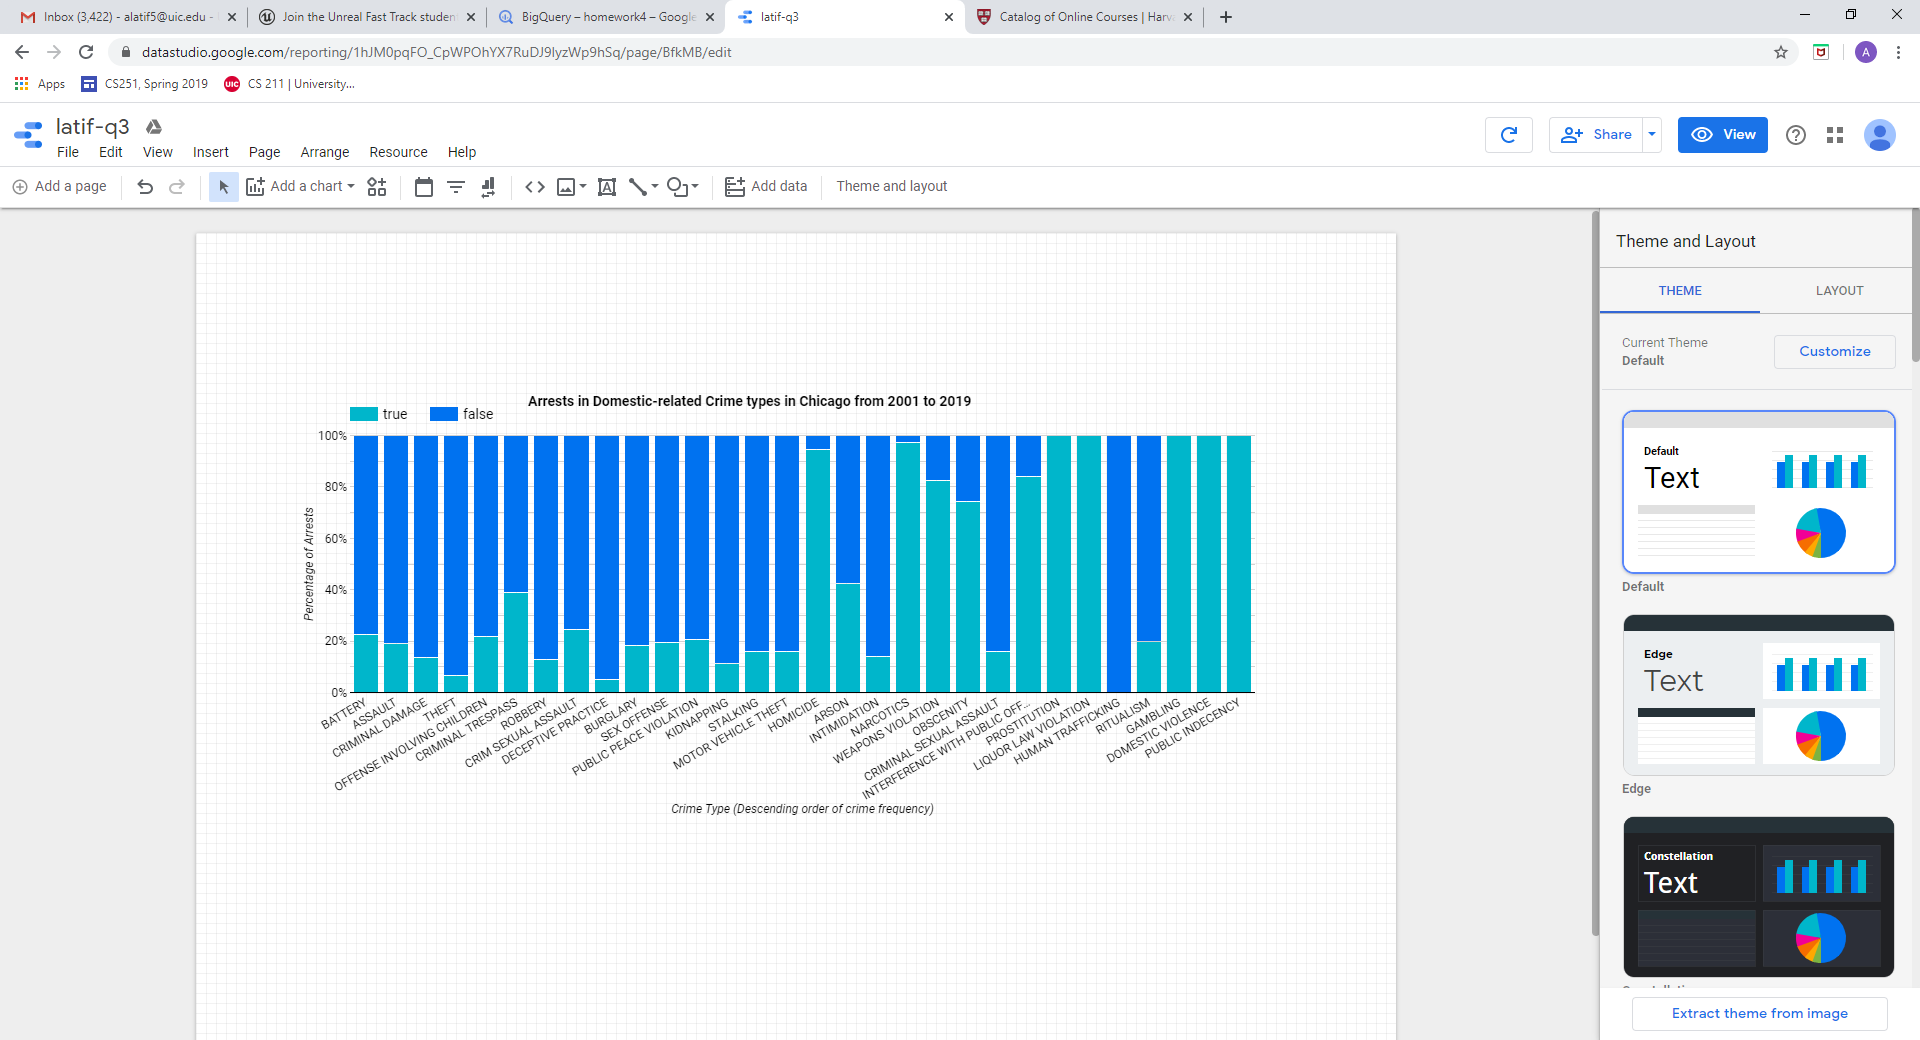 Inbox (3,422) - alatif5@uic.edu -
Join the Unreal Fast Track studen
BigQuery – homework4 – Google
latif-q3
Catalog of Online Courses | Harv
datastudio.google.com/reporting/1hJM0pqFO_CpWPOhYX7RuDJ9lyzWp9hSq/page/BfkMB/edit
A
Apps
CS251, Spring 2019
UIC
CS 211 | University...
latif-q3
File Edit View Insert Page Arrange Resource Help
Share
View
Add a page
Add a chart
Add data
Theme and layout
Arrests in Domestic-related Crime types in Chicago from 2001 to 2019
true
false
100%
80%
60%
40%
20%
0%
Percentage of Arrests
BATTERY
ASSAULT
CRIMINAL DAMAGE
THEFT
OFFENSE INVOLVING CHILDREN
CRIMINAL TRESPASS
ROBBERY
CRIM SEXUAL ASSAULT
DECEPTIVE PRACTICE
BURGLARY
SEX OFFENSE
PUBLIC PEACE VIOLATION
KIDNAPPING
STALKING
MOTOR VEHICLE THEFT
HOMICIDE
ARSON
INTIMIDATION
NARCOTICS
WEAPONS VIOLATION
OBSCENITY
CRIMINAL SEXUAL ASSAULT
INTERFERENCE WITH PUBLIC OFF...
PROSTITUTION
LIQUOR LAW VIOLATION
HUMAN TRAFFICKING
RITUALISM
GAMBLING
DOMESTIC VIOLENCE
PUBLIC INDECENCY
Crime Type (Descending order of crime frequency)
Theme and Layout
THEME
LAYOUT
Current Theme
Default
Customize
Default
Text
Default
Edge
Text
Edge
Constellation
Text
Extract theme from image